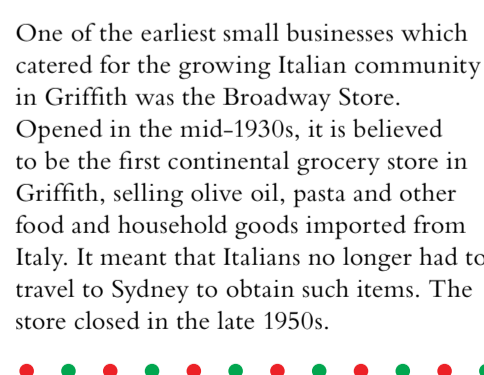 One of the earliest small businesses which
catered for the growing Italian community
in Griffith was the Broadway Store.
Opened in the mid-1930s, it is believed
to be the first continental grocery store in
Griffith, selling olive oil, pasta and other
food and household goods imported from
Italy. It meant that Italians no longer had to
travel to Sydney to obtain such items. The
store closed in the late 1950s.